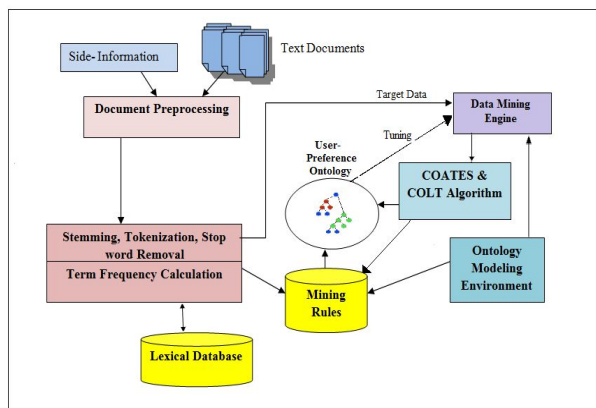 Side- Information
Text Documents
Document Preprocessing
Target Data
Data Mining
Engine
Tuning
User-
Preference
Ontology
COATES &
COLT Algorithm
Stemming, Tokenization, Stop
word Removal
Term Frequency Calculation
Ontology
Modeling
Environment
Mining
Rules
Lexical Database